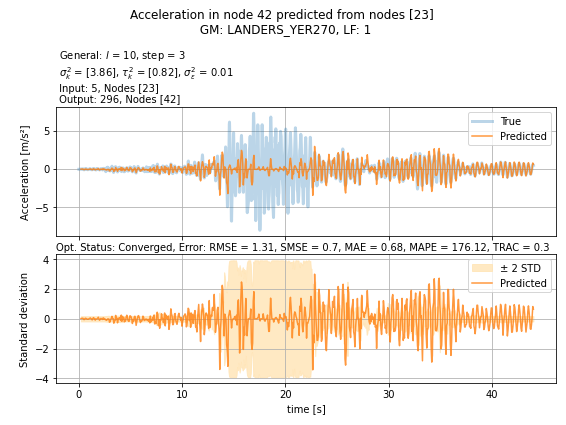 Acceleration in node 42 predicted from nodes [23]
GM: LANDERS_YER270, LF: 1
General: l = 10, step = 3
σ²ₖ = [3.86], τ²ₖ = [0.82], σ²ε = 0.01
Input: 5, Nodes [23]
Output: 296, Nodes [42]
True
Predicted
5
0
−5
Acceleration [m/s²]
Opt. Status: Converged, Error: RMSE = 1.31, SMSE = 0.7, MAE = 0.68, MAPE = 176.12, TRAC = 0.3
± 2 STD
Predicted
4
2
0
−2
−4
Standard deviation
0 10 20 30 40
time [s]